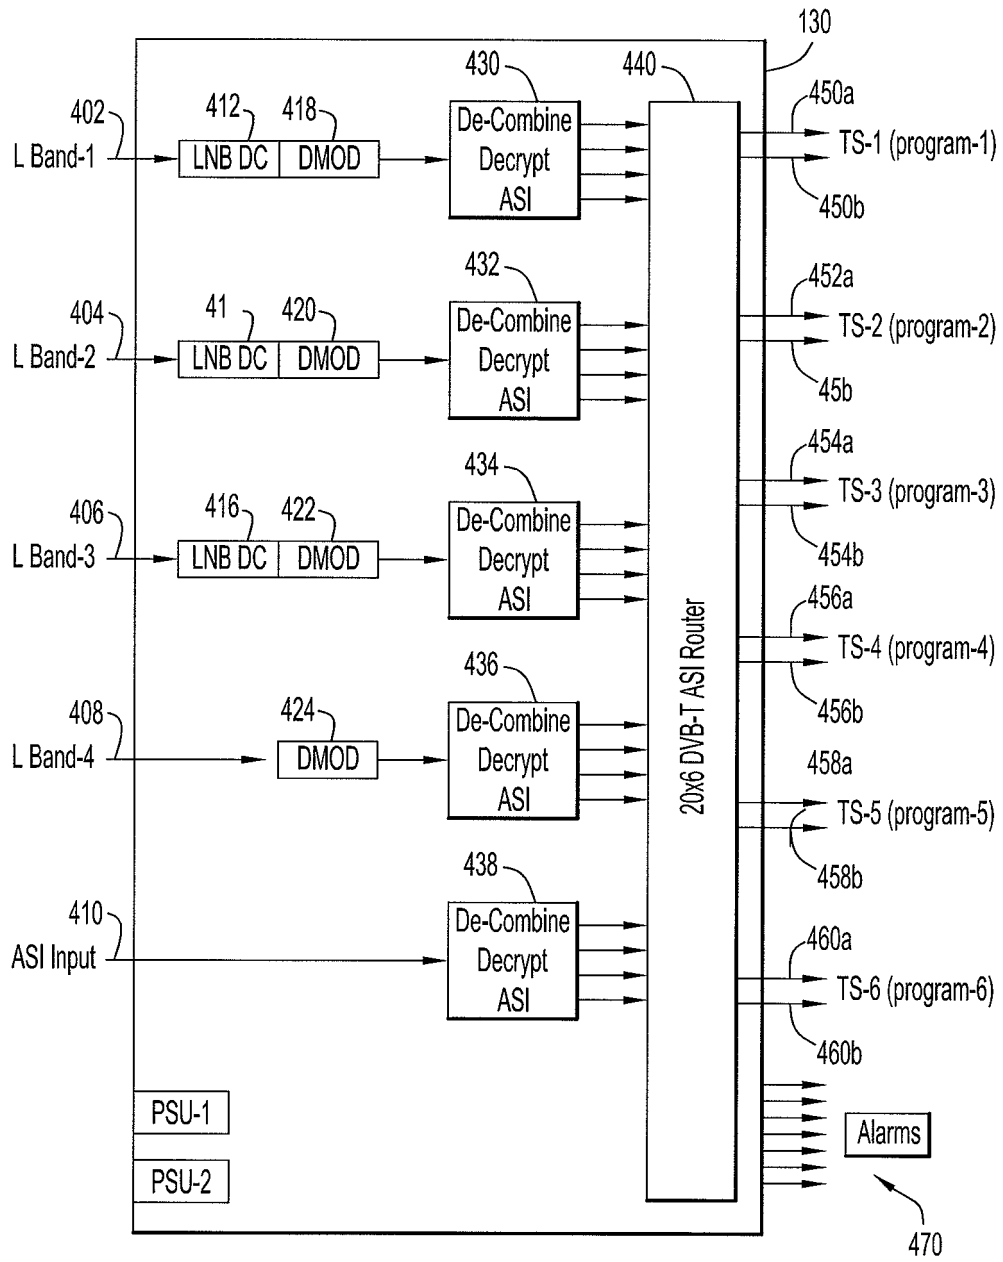 130
402
412
418
430
440
450a
L Band-1
LNB DC
DMOD
De-Combine
Decrypt
ASI
TS-1 (program-1)
450b
404
41
420
432
452a
L Band-2
LNB DC
DMOD
De-Combine
Decrypt
ASI
TS-2 (program-2)
45b
406
416
422
434
454a
L Band-3
LNB DC
DMOD
De-Combine
Decrypt
ASI
TS-3 (program-3)
454b
20x6 DVB-T ASI Router
456a
TS-4 (program-4)
456b
408
424
436
L Band-4
DMOD
De-Combine
Decrypt
ASI
458a
TS-5 (program-5)
458b
410
438
ASI Input
De-Combine
Decrypt
ASI
460a
TS-6 (program-6)
460b
PSU-1
PSU-2
Alarms
470